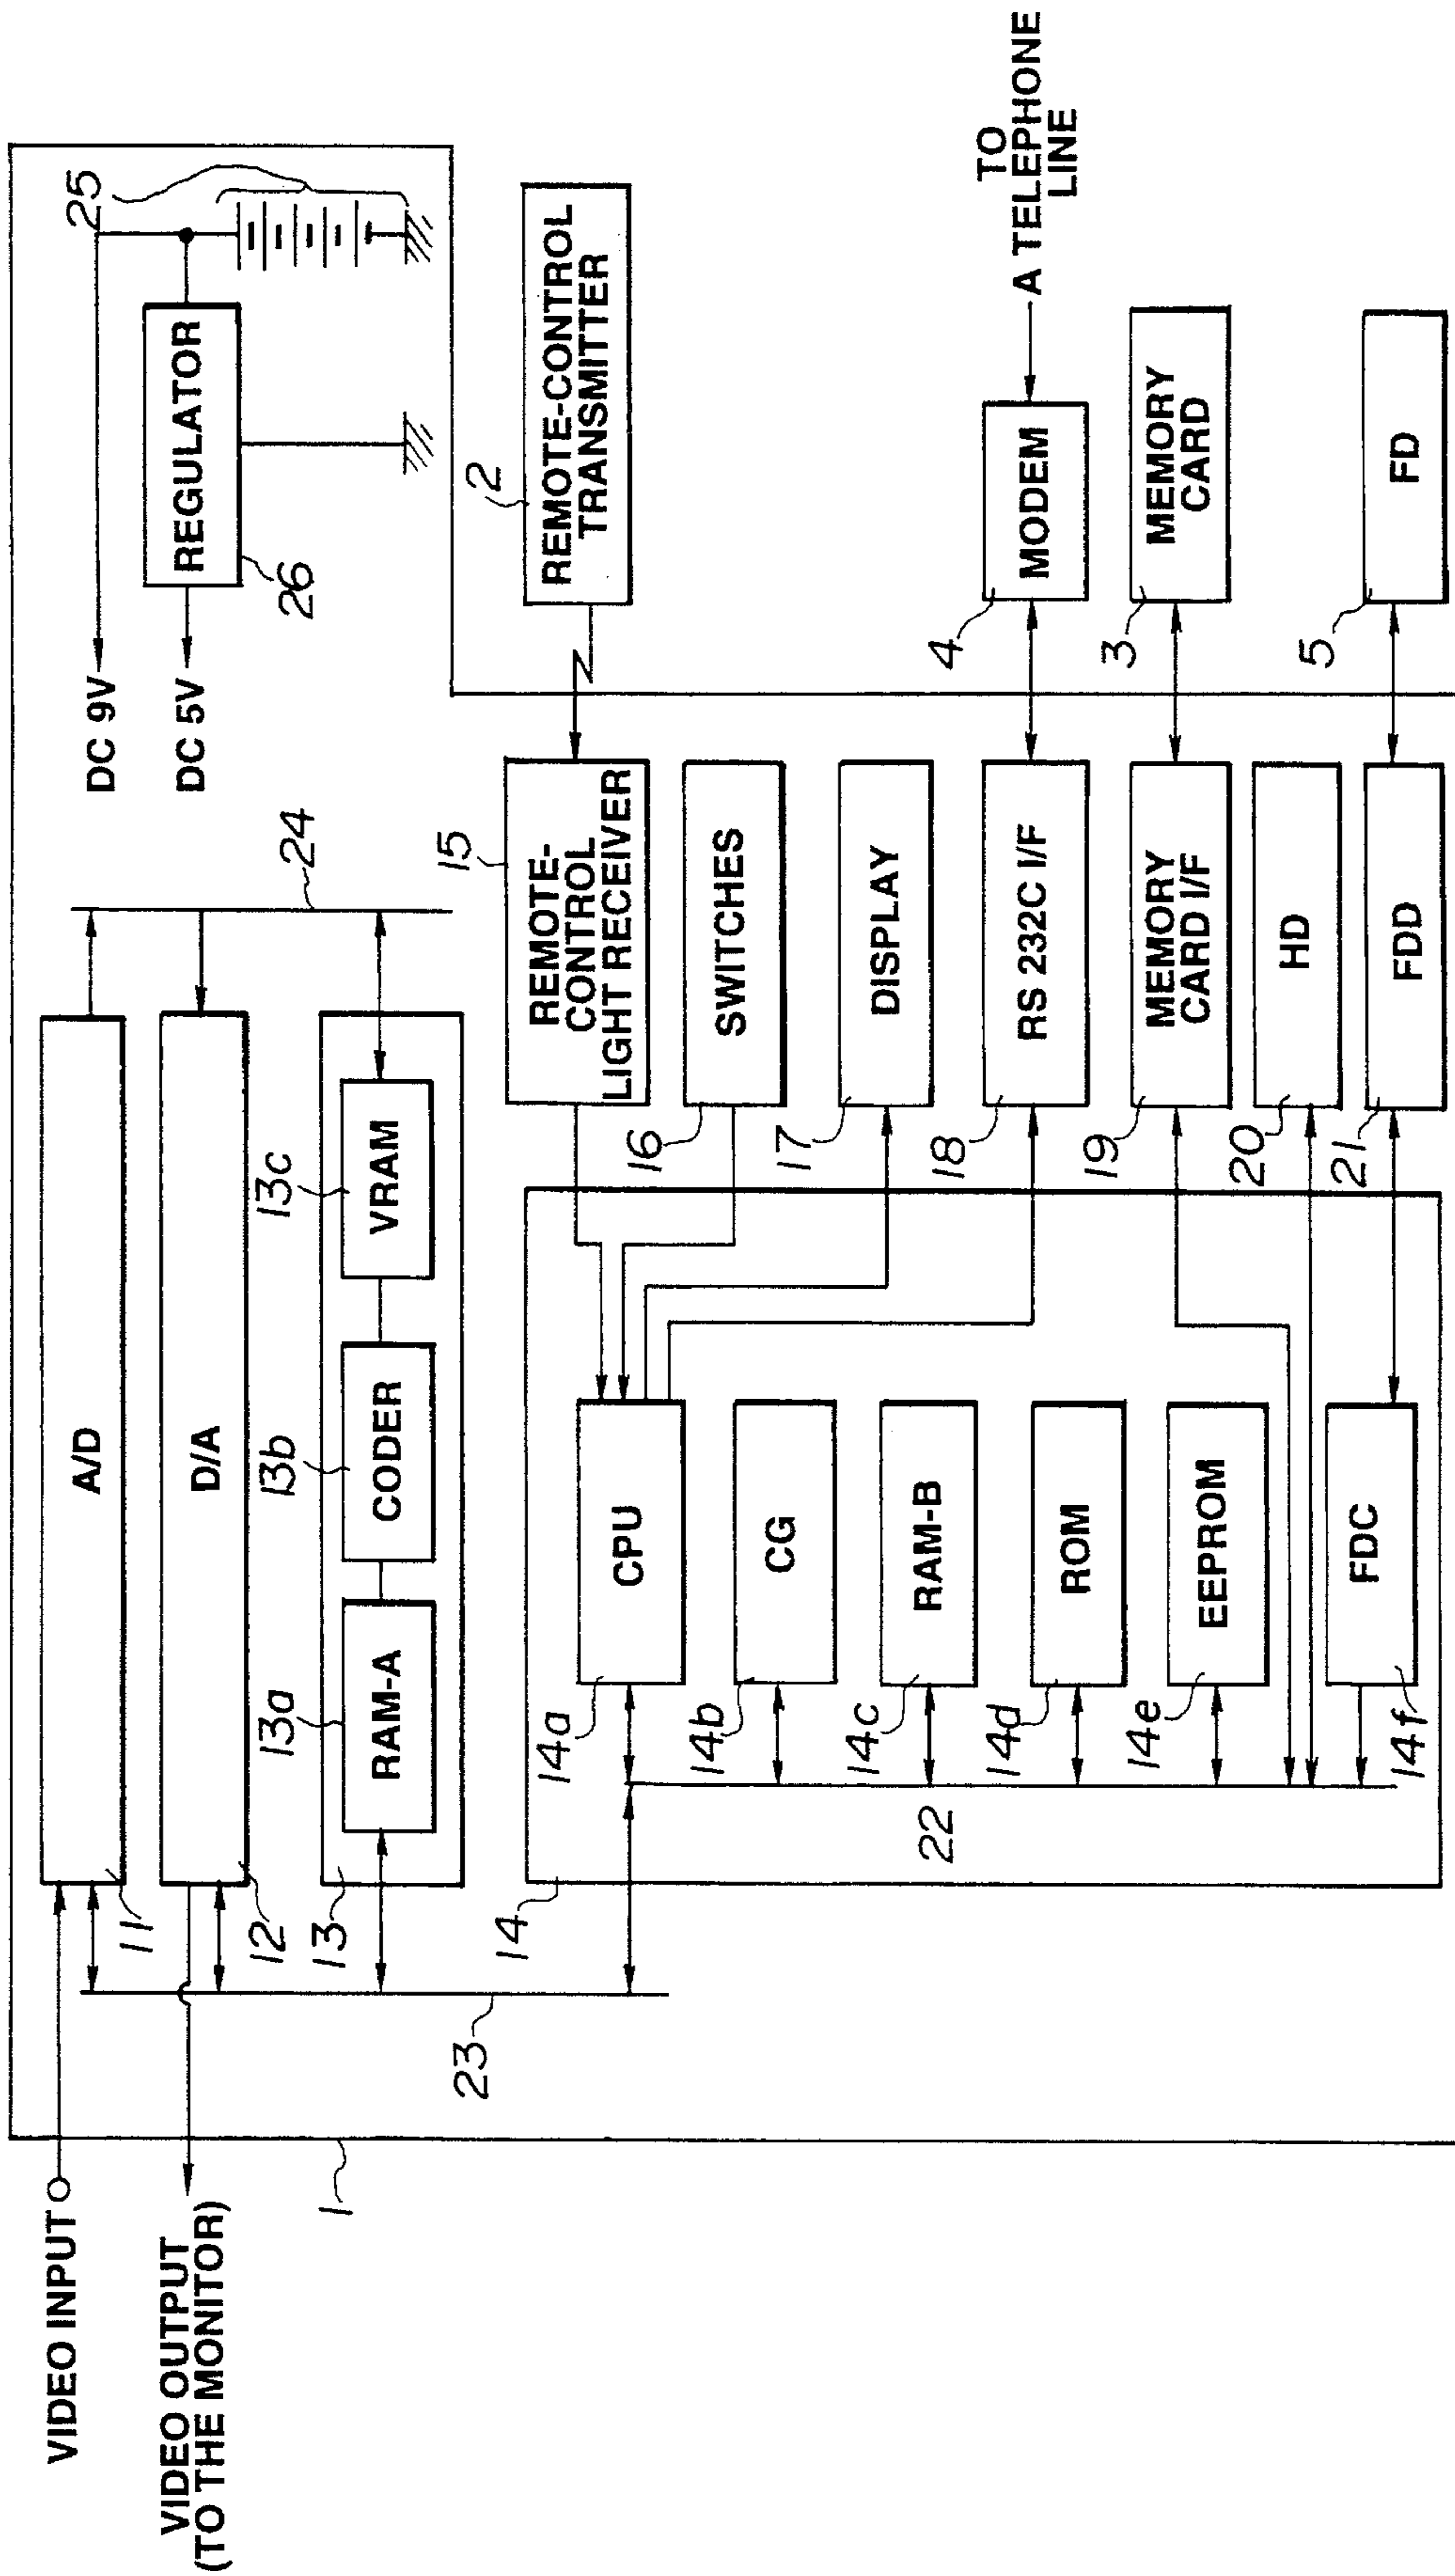 VIDEO INPUT
VIDEO OUTPUT
(TO THE MONITOR)
1
23
A/D
11
D/A
12
13
13a
RAM-A
13b
CODER
13c
VRAM
24
DC 9V
DC 5V
REGULATOR
26
25
14
22
14a
CPU
14b
CG
14c
RAM-B
14d
ROM
14e
EEPROM
14f
FDC
15
REMOTE-
CONTROL
LIGHT RECEIVER
16
SWITCHES
17
DISPLAY
18
RS 232C I/F
19
MEMORY
CARD I/F
20
HD
21
FDD
2
REMOTE-CONTROL
TRANSMITTER
4
MODEM
TO
A TELEPHONE
LINE
3
MEMORY
CARD
5
FD